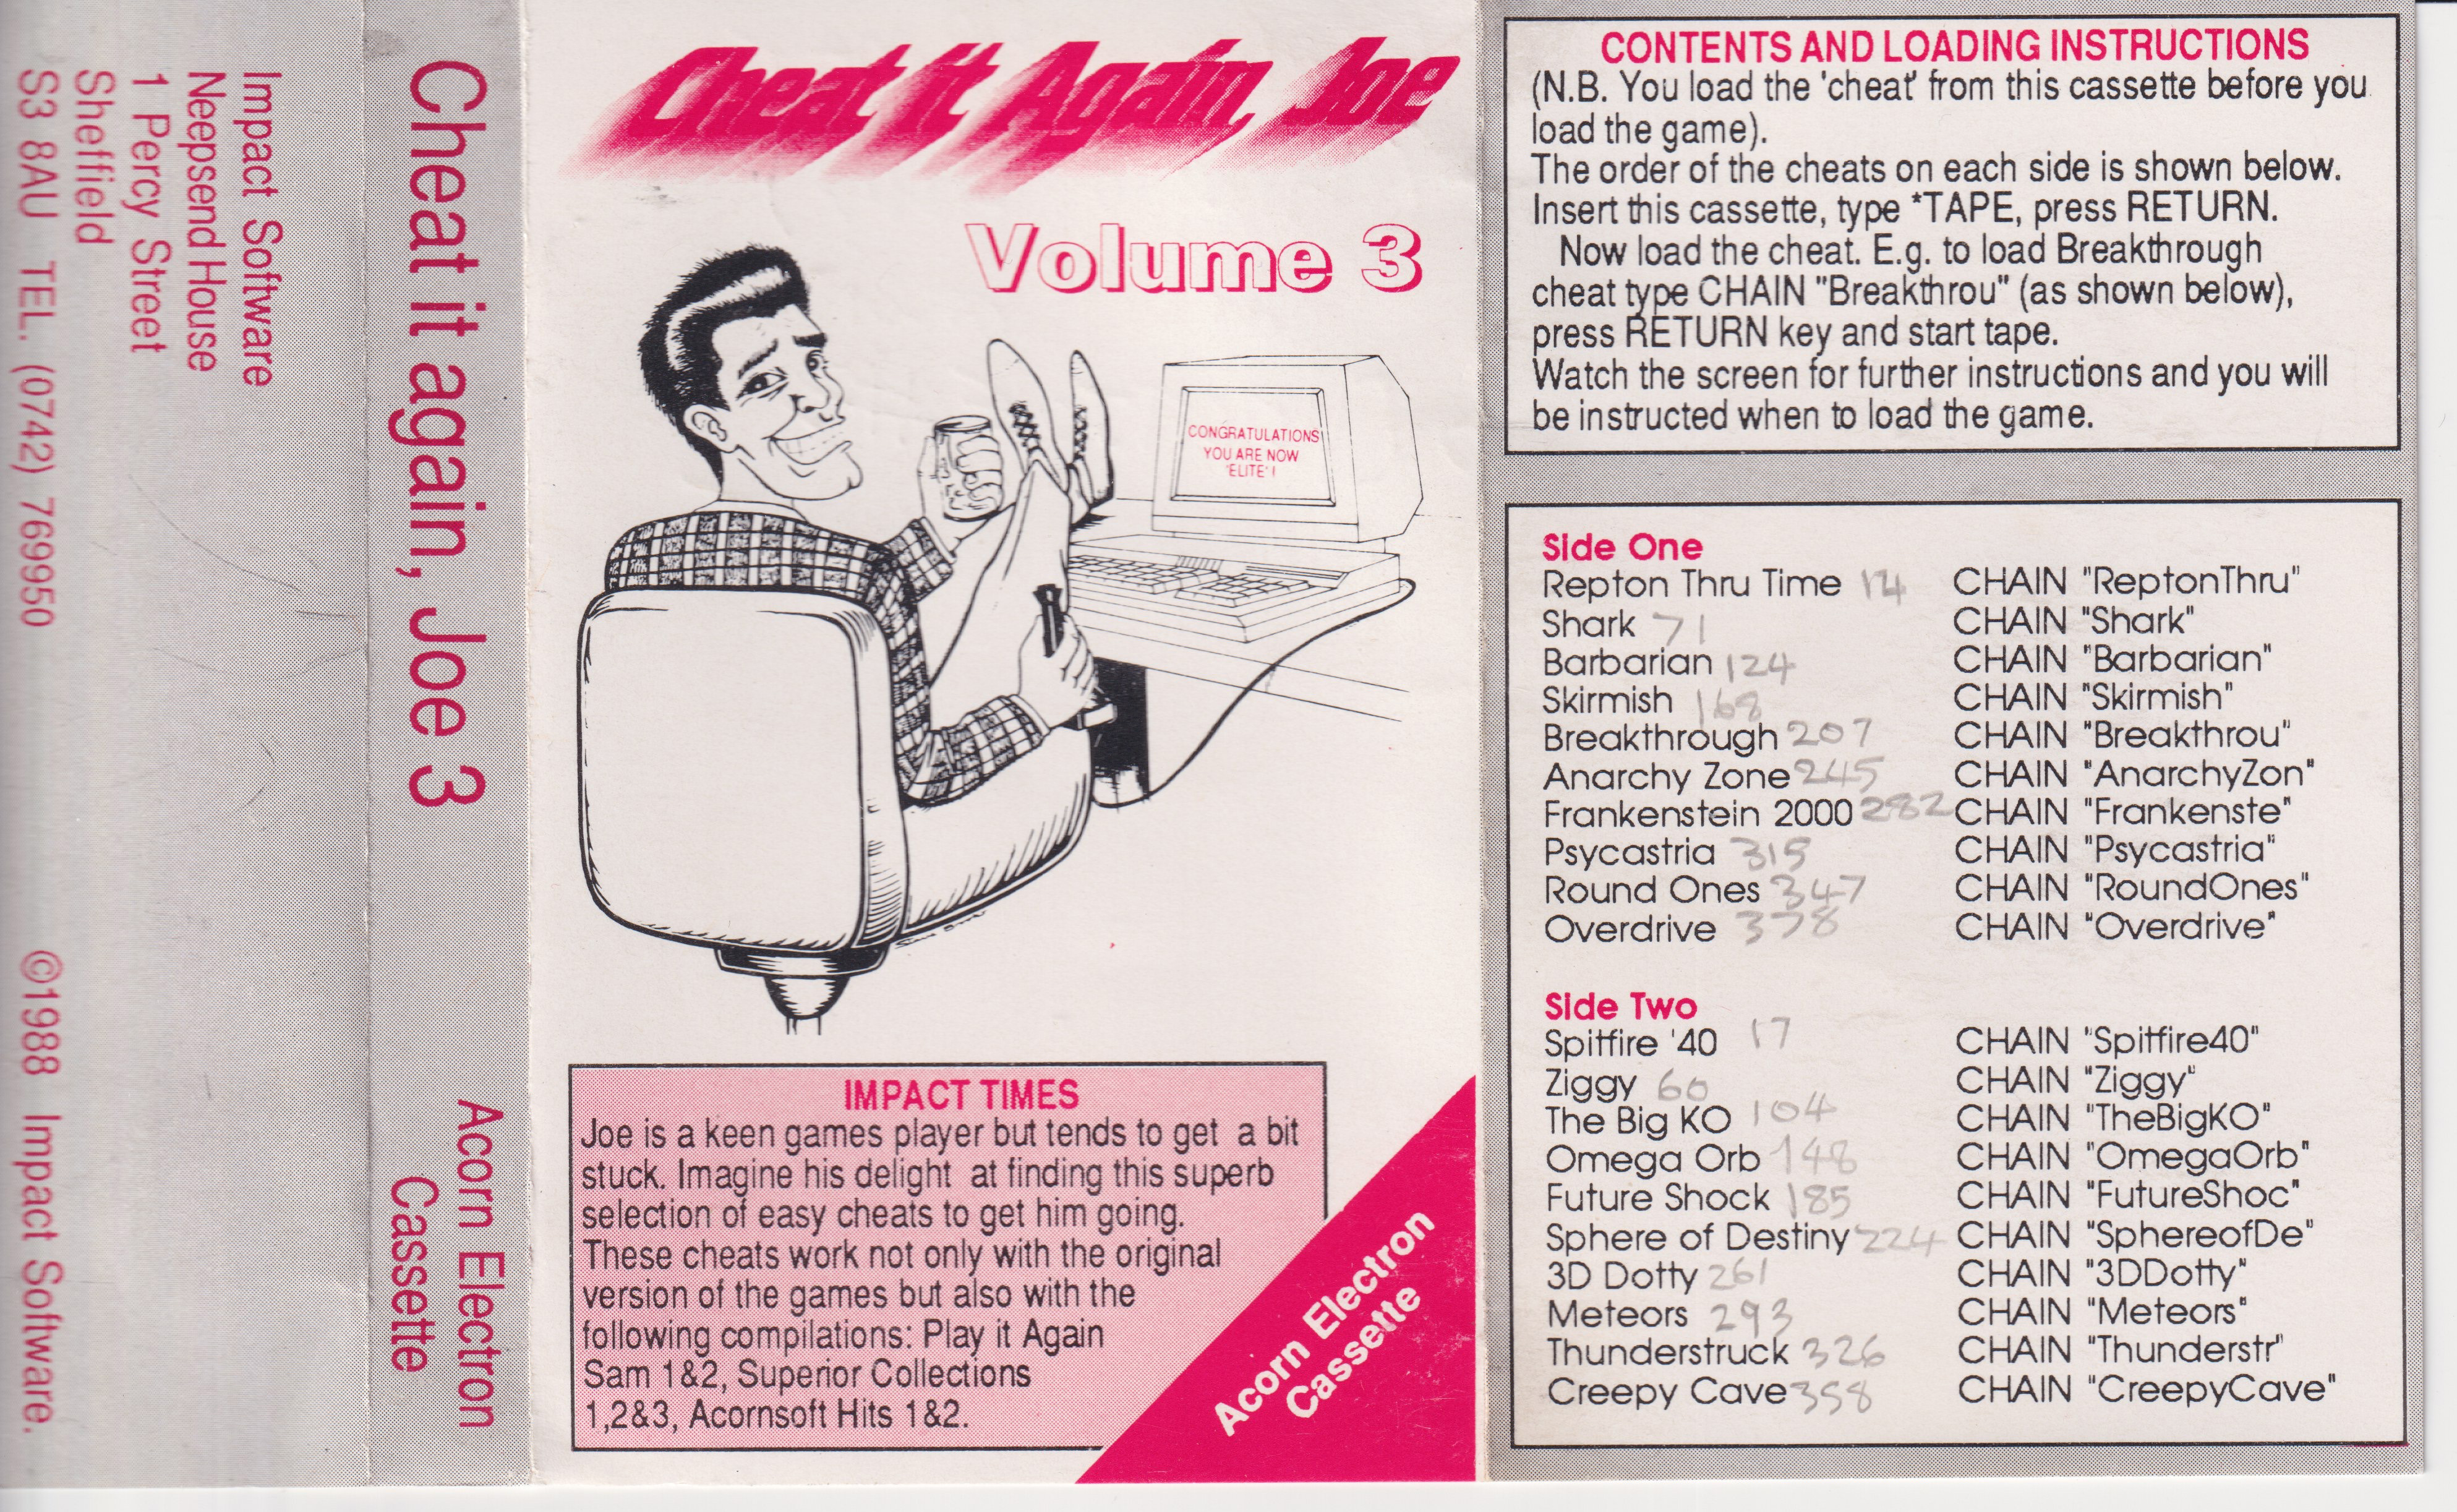 Impact Software
Neepsend House
1 Percy Street
Sheffield
S3 8AU TEL. (0742) 769950
©1988 Impact Software.
Cheat it again, Joe 3
Acorn Electron
Cassette
Cheat it Again, Joe
Volume 3
CONGRATULATIONS
YOU ARE NOW
'ELITE'!
IMPACT TIMES
Joe is a keen games player but tends to get a bit
stuck. Imagine his delight at finding this superb
selection of easy cheats to get him going.
These cheats work not only with the original
version of the games but also with the
following compilations: Play it Again
Sam 1&2, Superior Collections
1,2&3, Acornsoft Hits 1&2.
Acorn Electron
Cassette
CONTENTS AND LOADING INSTRUCTIONS
(N.B. You load the 'cheat' from this cassette before you
load the game).
The order of the cheats on each side is shown below.
Insert this cassette, type *TAPE, press RETURN.
Now load the cheat. E.g. to load Breakthrough
cheat type CHAIN "Breakthrou" (as shown below),
press RETURN key and start tape.
Watch the screen for further instructions and you will
be instructed when to load the game.
Side One
Repton Thru Time 14 CHAIN "ReptonThru"
Shark 71 CHAIN "Shark"
Barbarian 124 CHAIN "Barbarian"
Skirmish 168 CHAIN "Skirmish"
Breakthrough 207 CHAIN "Breakthrou"
Anarchy Zone 245 CHAIN "AnarchyZon"
Frankenstein 2000 282 CHAIN "Frankenste"
Psycastria 315 CHAIN "Psycastria"
Round Ones 347 CHAIN "RoundOnes"
Overdrive 378 CHAIN "Overdrive"
Side Two
Spitfire '40 17 CHAIN "Spitfire40"
Ziggy 60 CHAIN "Ziggy"
The Big KO 104 CHAIN "TheBigKO"
Omega Orb 148 CHAIN "OmegaOrb"
Future Shock 185 CHAIN "FutureShoc"
Sphere of Destiny 224 CHAIN "SphereofDe"
3D Dotty 261 CHAIN "3DDotty"
Meteors 293 CHAIN "Meteors"
Thunderstruck 326 CHAIN "Thunderstr"
Creepy Cave 358 CHAIN "CreepyCave"